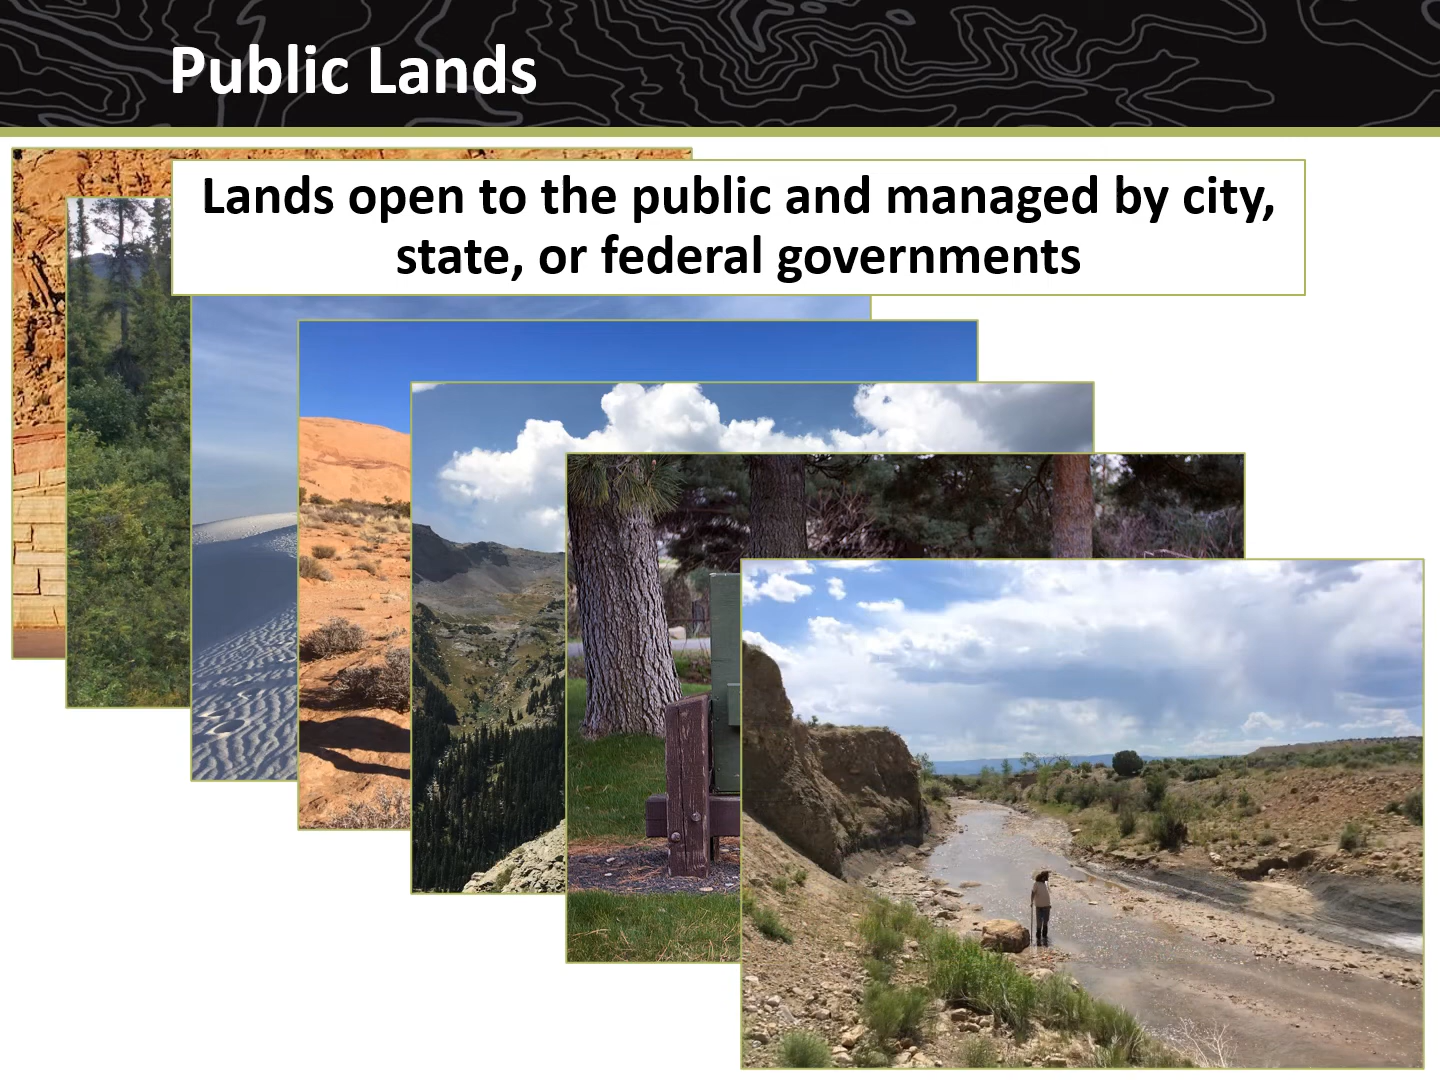 Public Lands
Lands open to the public and managed by city,
state, or federal governments